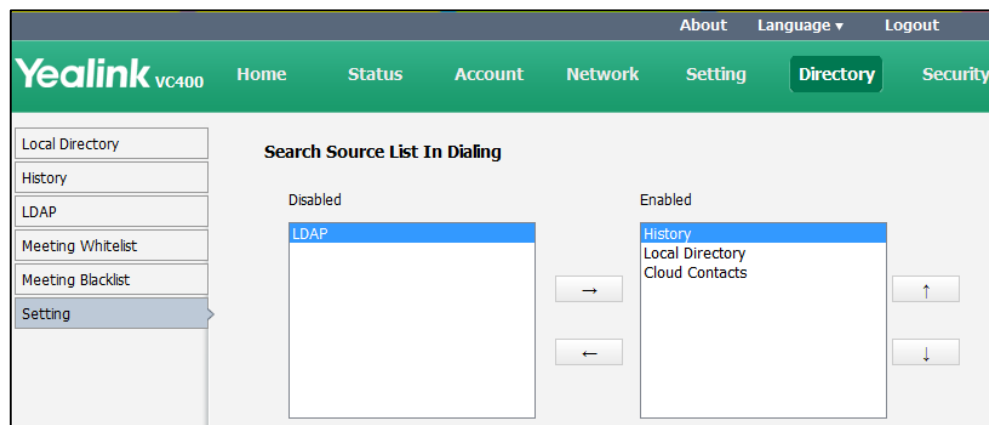 About Language ▾ Logout
Yealink VC400 Home Status Account Network Setting Directory Security
Local Directory
History
LDAP
Meeting Whitelist
Meeting Blacklist
Setting
Search Source List In Dialing
Disabled
LDAP
→
←
Enabled
History
Local Directory
Cloud Contacts
↑
↓